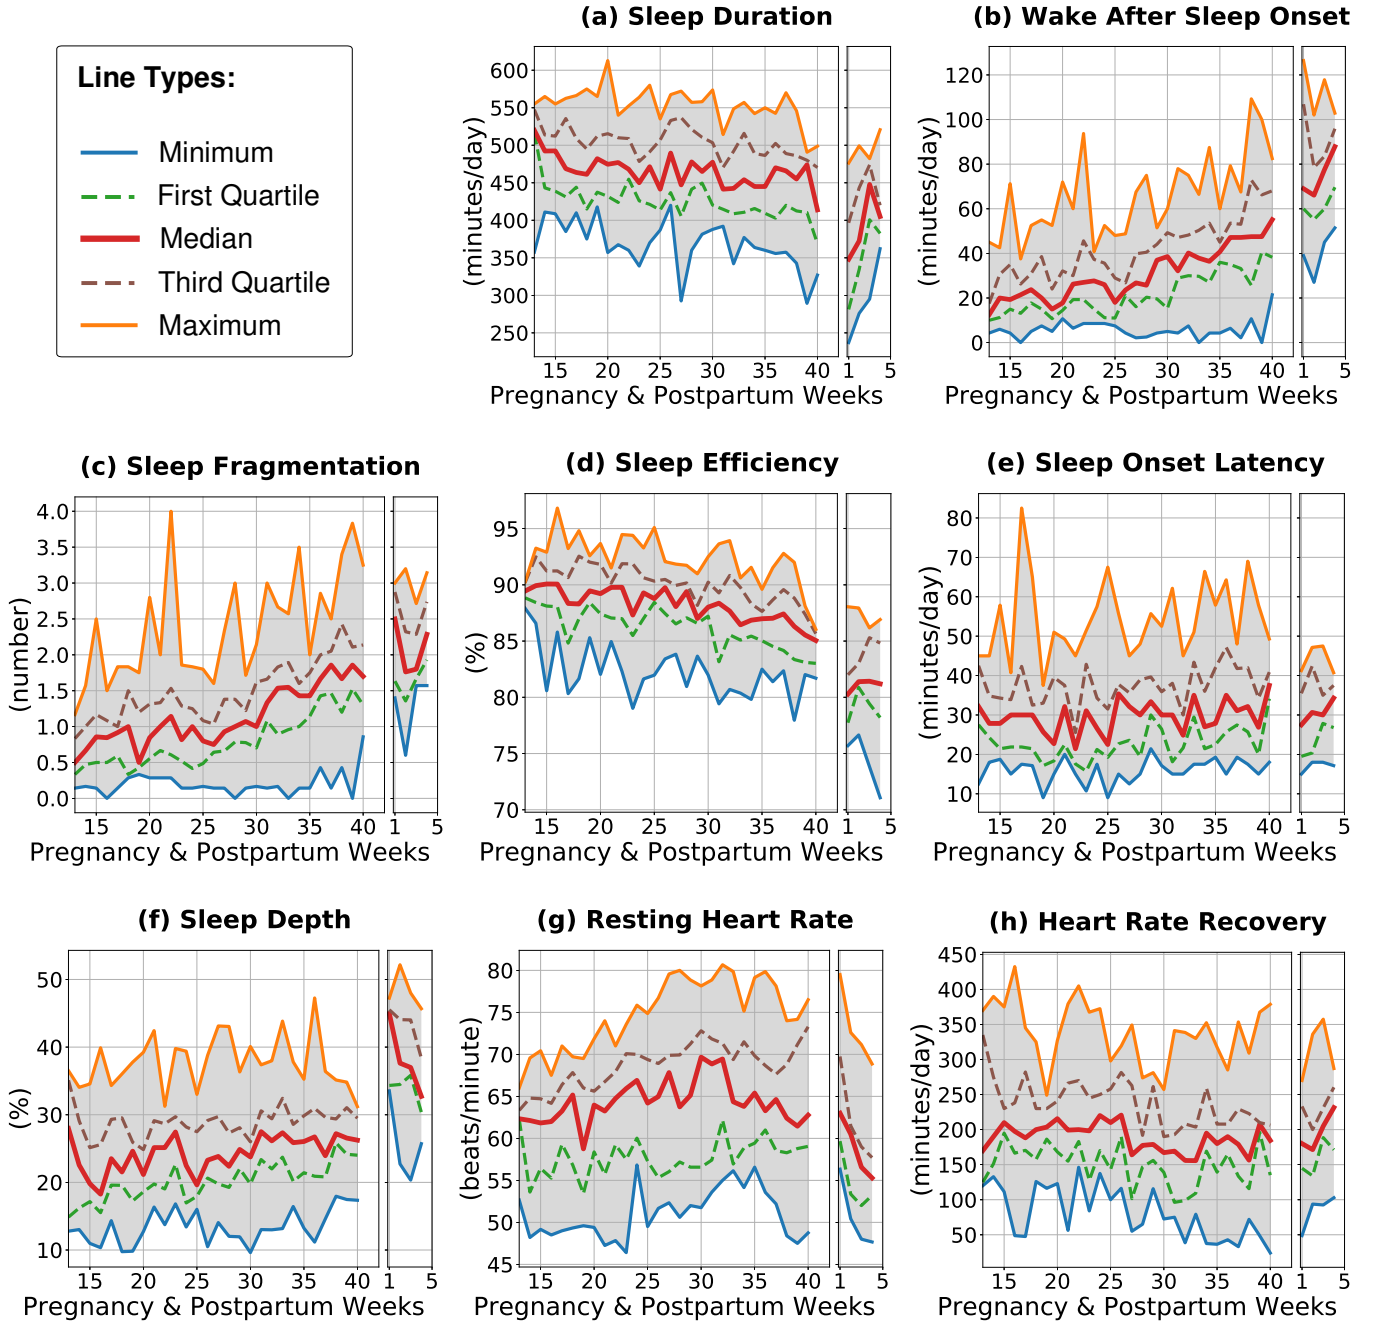 (a) Sleep Duration
(b) Wake After Sleep Onset
Line Types:
Minimum
First Quartile
Median
Third Quartile
Maximum
(minutes/day)
600
550
500
450
400
350
300
250
15 20 25 30 35 40 1 5
Pregnancy & Postpartum Weeks
(minutes/day)
120
100
80
60
40
20
0
15 20 25 30 35 40 1 5
Pregnancy & Postpartum Weeks
(c) Sleep Fragmentation
(d) Sleep Efficiency
(e) Sleep Onset Latency
(number)
4.0
3.5
3.0
2.5
2.0
1.5
1.0
0.5
0.0
15 20 25 30 35 40 1 5
Pregnancy & Postpartum Weeks
(%)
95
90
85
80
75
70
15 20 25 30 35 40 1 5
Pregnancy & Postpartum Weeks
(minutes/day)
80
70
60
50
40
30
20
10
15 20 25 30 35 40 1 5
Pregnancy & Postpartum Weeks
(f) Sleep Depth
(g) Resting Heart Rate
(h) Heart Rate Recovery
(%)
50
40
30
20
10
15 20 25 30 35 40 1 5
Pregnancy & Postpartum Weeks
(beats/minute)
80
75
70
65
60
55
50
45
15 20 25 30 35 40 1 5
Pregnancy & Postpartum Weeks
(minutes/day)
450
400
350
300
250
200
150
100
50
15 20 25 30 35 40 1 5
Pregnancy & Postpartum Weeks